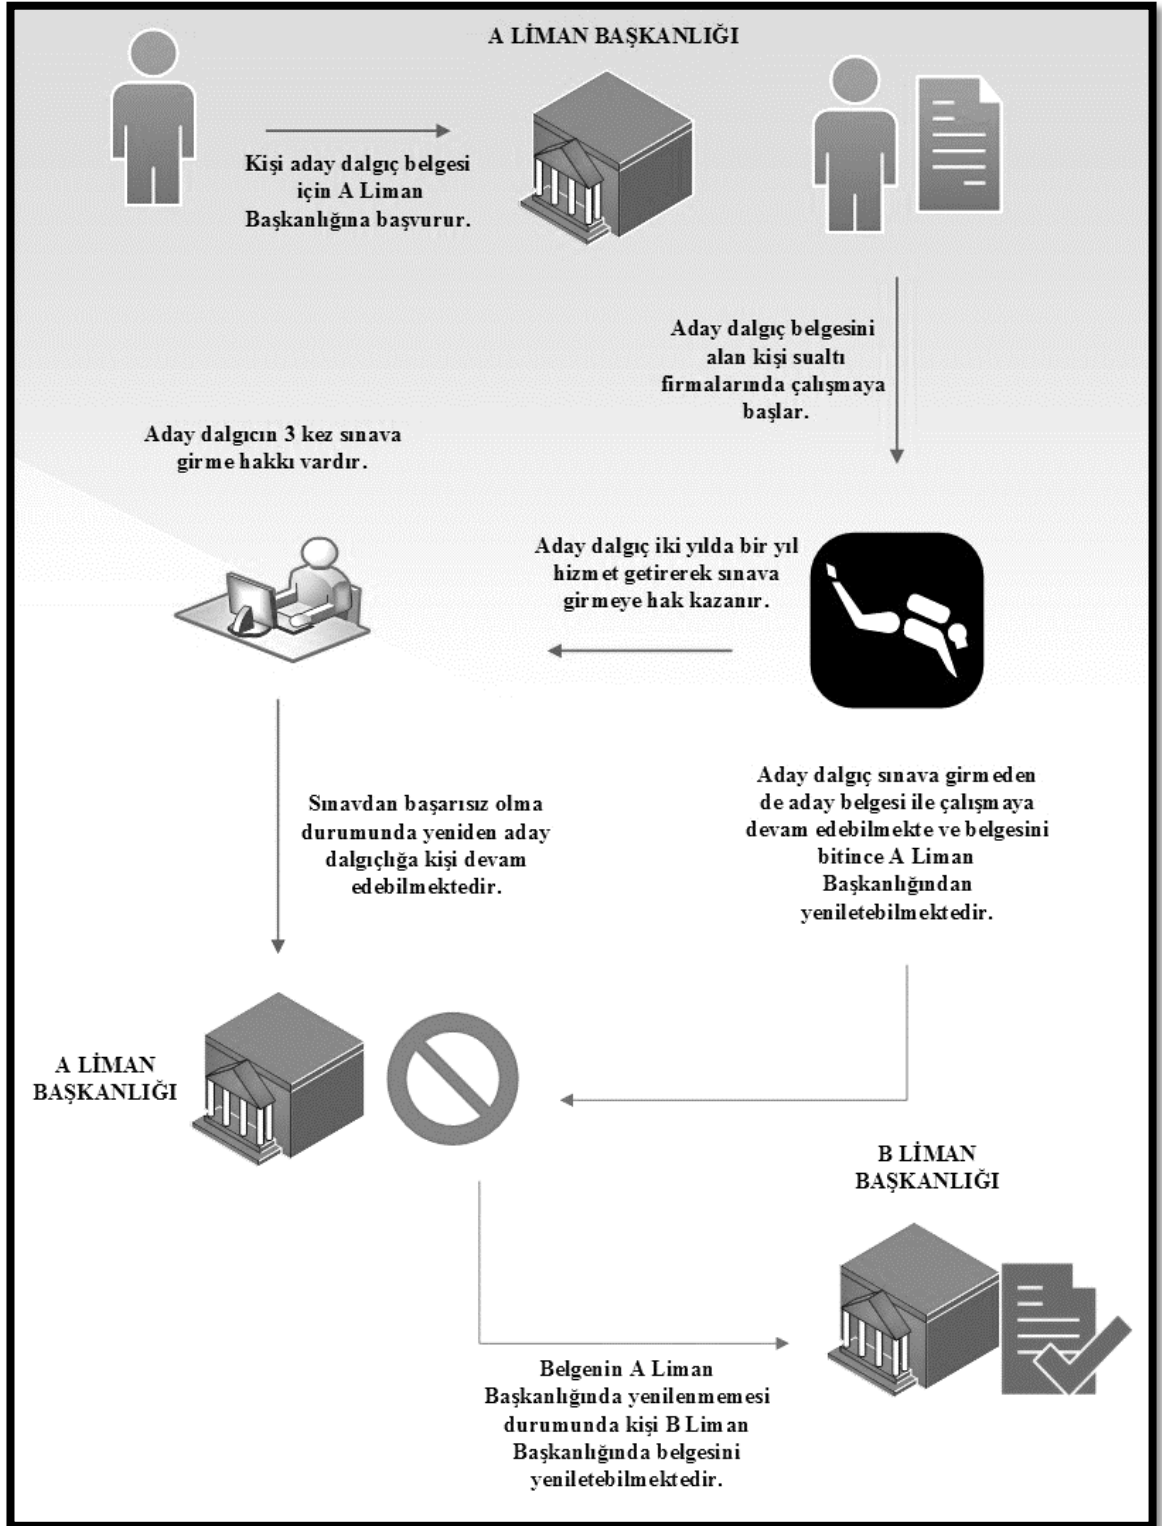 A LİMAN BAŞKANLIĞI
Kişi aday dalgıç belgesi
için A Liman
Başkanlığına başvurur.
Aday dalgıç belgesini
alan kişi sualtı
firmalarında çalışmaya
başlar.
Aday dalgıcın 3 kez sınava
girme hakkı vardır.
Aday dalgıç iki yılda bir yıl
hizmet getirerek sınava
girmeye hak kazanır.
Aday dalgıç sınava girmeden
de aday belgesi ile çalışmaya
devam edebilmekte ve belgesini
bitince A Liman
Başkanlığından
yeniletebilmektedir.
Sınavdan başarısız olma
durumunda yeniden aday
dalgıçlığa kişi devam
edebilmektedir.
A LİMAN
BAŞKANLIĞI
B LİMAN
BAŞKANLIĞI
Belgenin A Liman
Başkanlığında yenilenmemesi
durumunda kişi B Liman
Başkanlığında belgesini
yeniletebilmektedir.